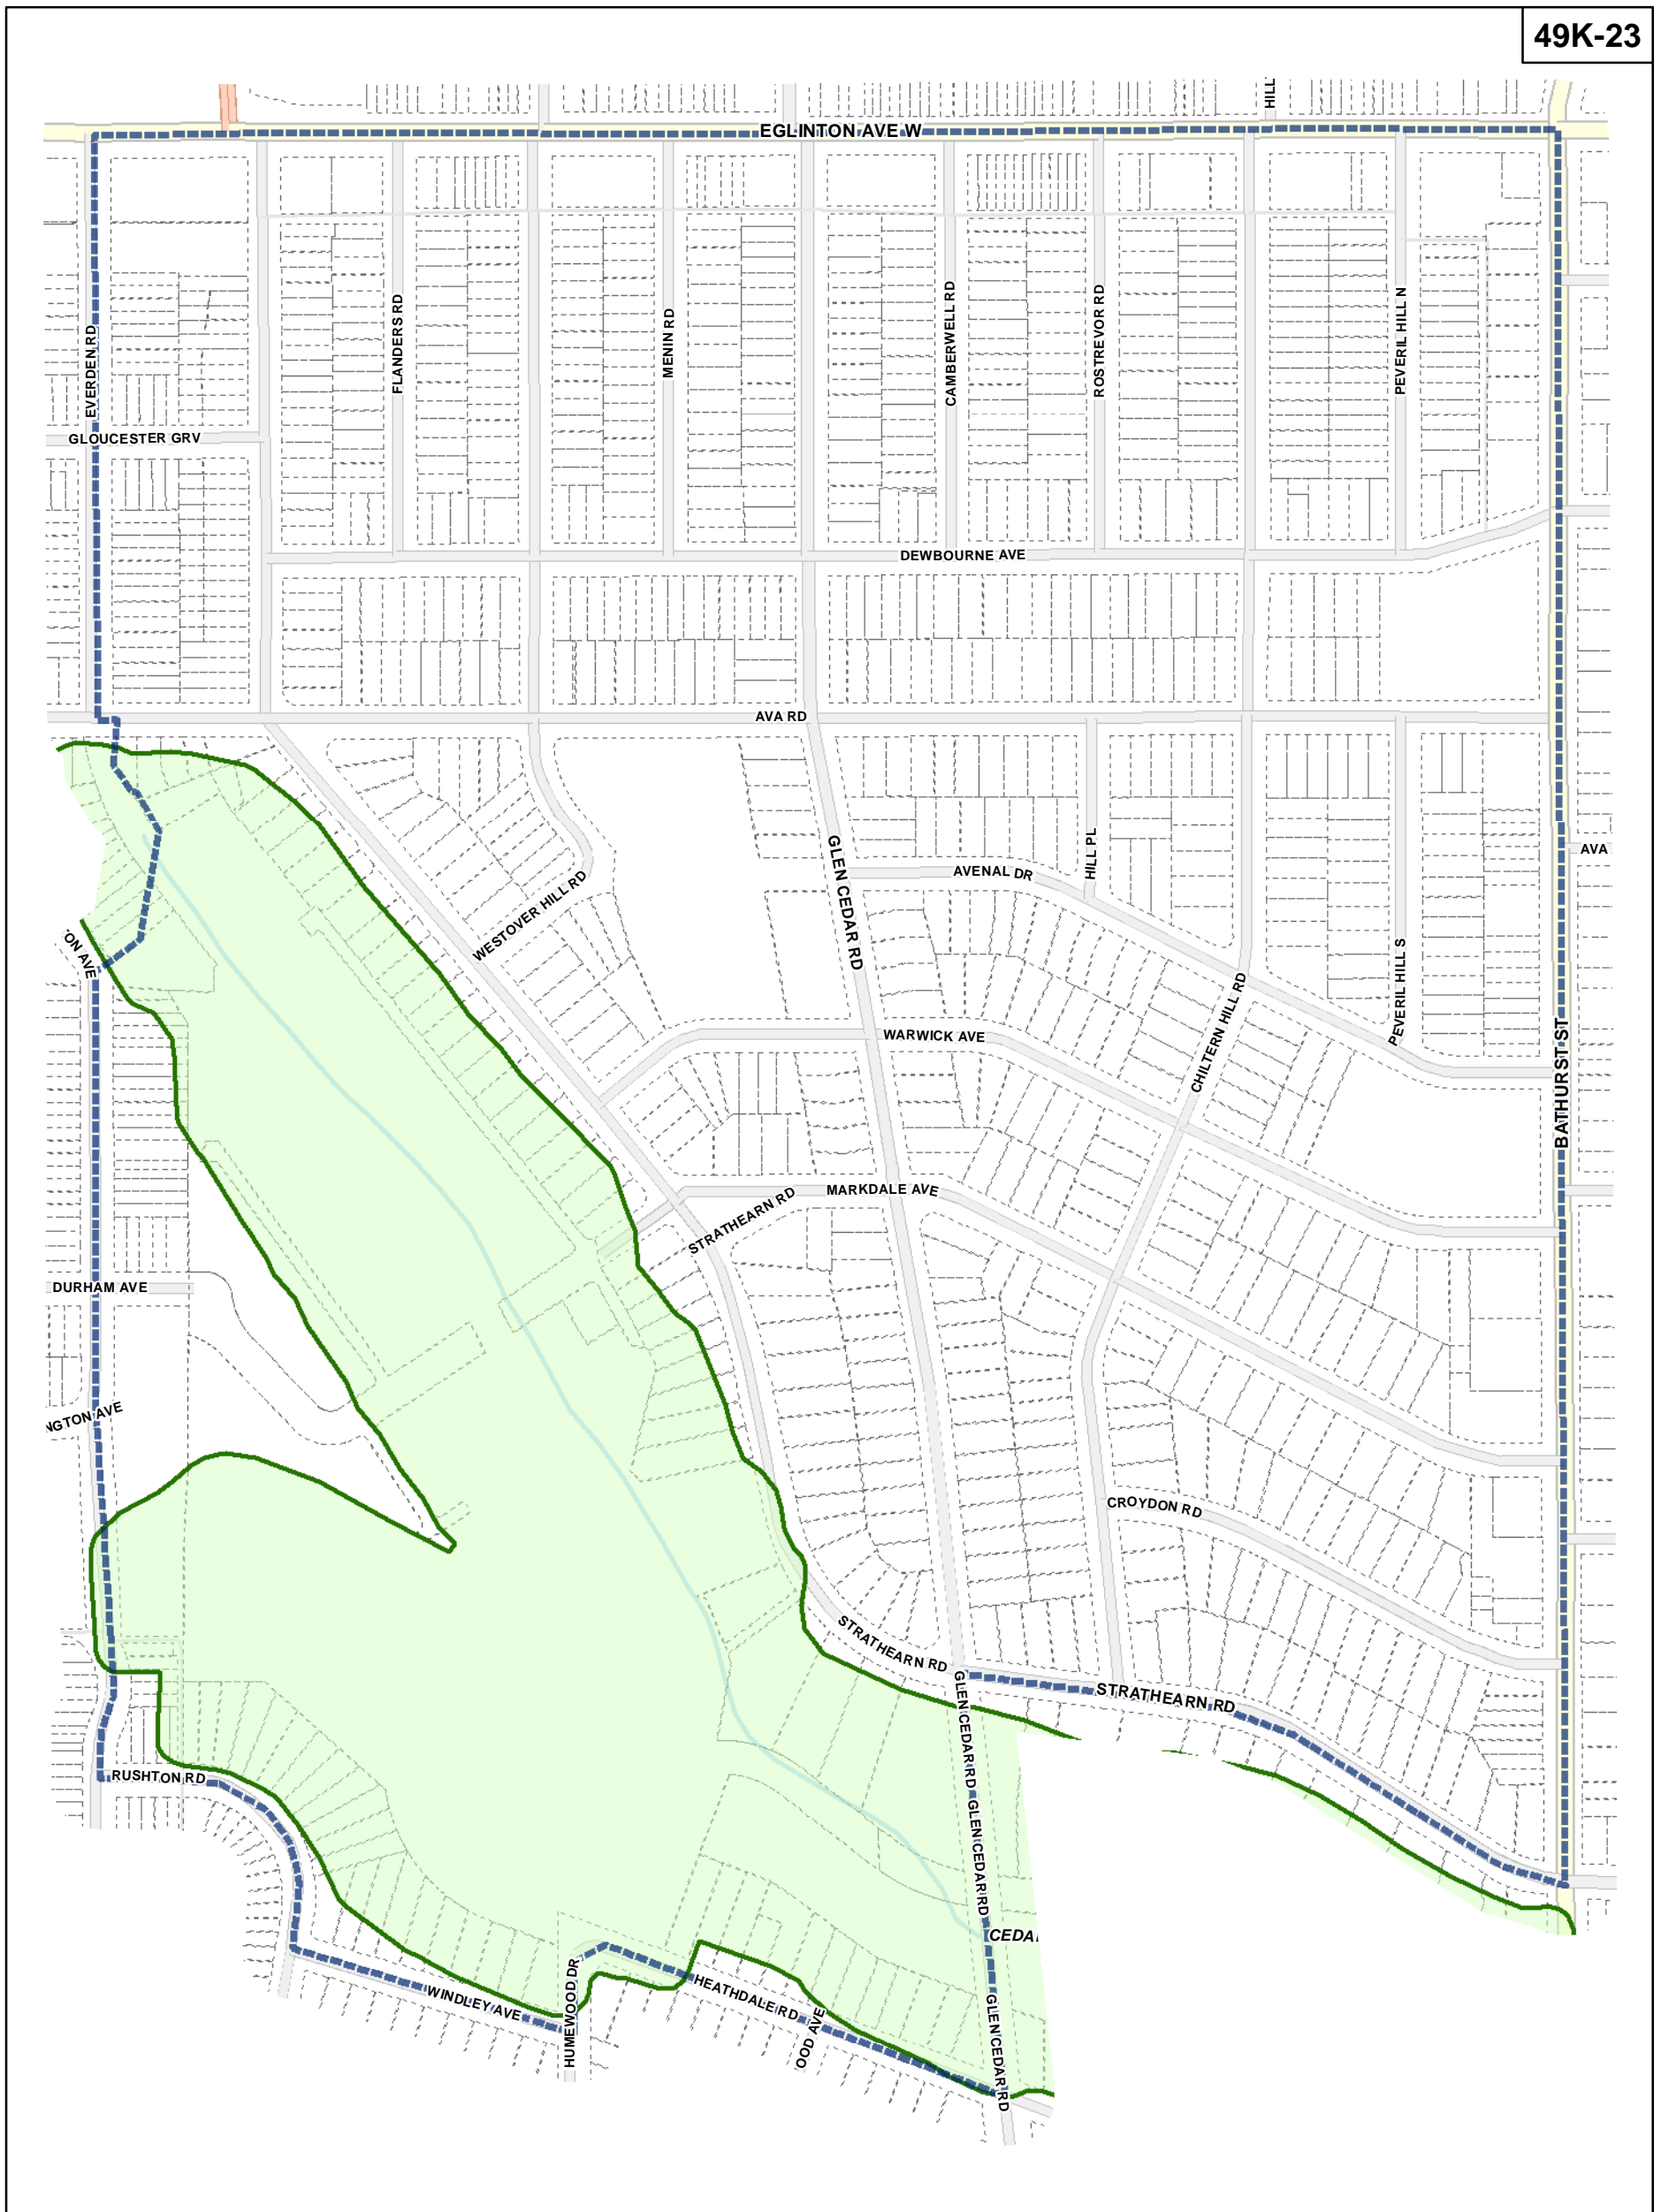 49K-23
HILL
EGLINTON AVE W
EVERDEN RD
FLANDERS RD
MENIN RD
CAMBERWELL RD
ROSTREVOR RD
PEVERIL HILL N
GLOUCESTER GRV
DEWBOURNE AVE
AVA RD
GLEN CEDAR RD
HILL PL
AVA
AVENAL DR
WESTOVER HILL RD
ON AVE
PEVERIL HILL S
CHILTERN HILL RD
WARWICK AVE
BATHURST ST
MARKDALE AVE
STRATHEARN RD
DURHAM AVE
NGTON AVE
CROYDON RD
STRATHEARN RD
STRATHEARN RD
GLEN CEDAR RD
RUSHTON RD
GLEN CEDAR RD
CEDA
WINDLEY AVE
HUMEWOOD DR
HEATHDALE RD
OOD AVE
GLEN CEDAR RD